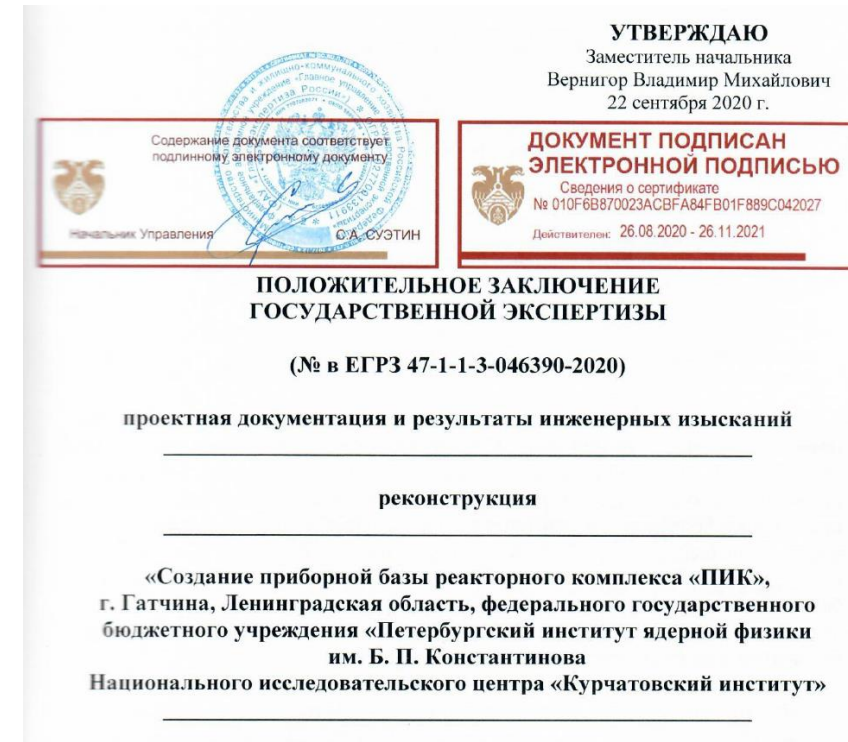 УТВЕРЖДАЮ
Заместитель начальника
Вернигор Владимир Михайлович
22 сентября 2020 г.
Содержание документа соответствует
подлинному электронному документу
Начальник Управления
С.А. СУЭТИН
ДОКУМЕНТ ПОДПИСАН
ЭЛЕКТРОННОЙ ПОДПИСЬЮ
Сведения о сертификате
№ 010F6B870023ACBFA84FB01F889C042027
Действителен: 26.08.2020 - 26.11.2021
ПОЛОЖИТЕЛЬНОЕ ЗАКЛЮЧЕНИЕ
ГОСУДАРСТВЕННОЙ ЭКСПЕРТИЗЫ
(№ в ЕГРЗ 47-1-1-3-046390-2020)
проектная документация и результаты инженерных изысканий
реконструкция
«Создание приборной базы реакторного комплекса «ПИК»,
г. Гатчина, Ленинградская область, федерального государственного
бюджетного учреждения «Петербургский институт ядерной физики
им. Б. П. Константинова
Национального исследовательского центра «Курчатовский институт»